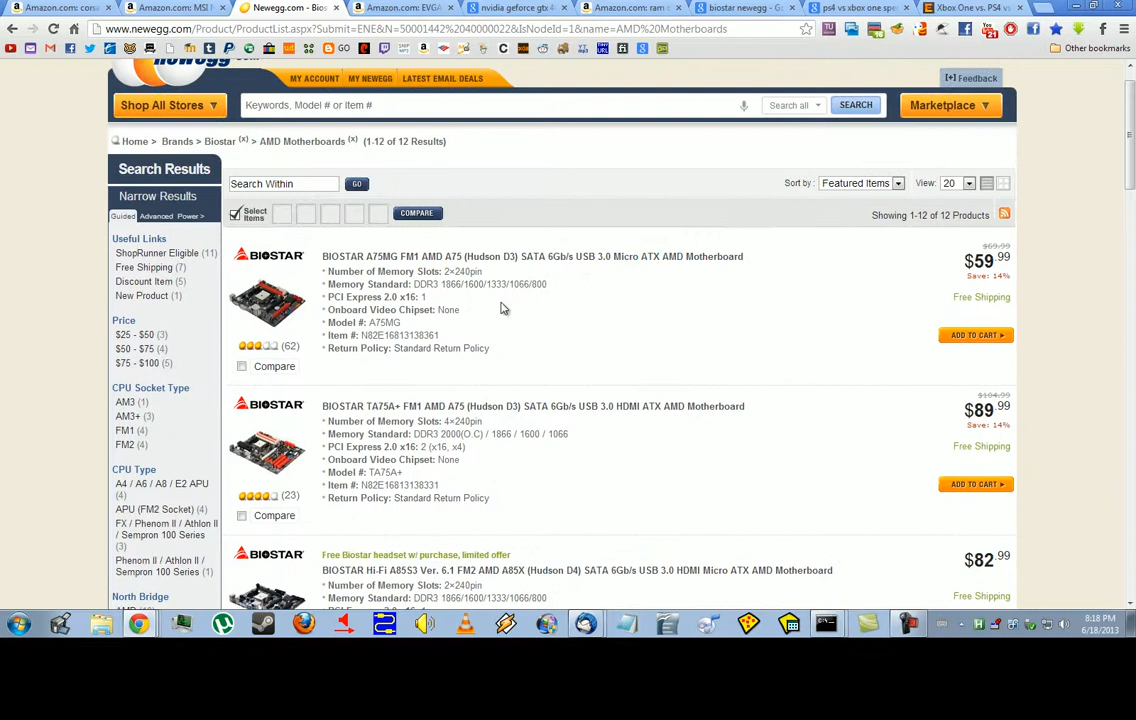 Amazon.com: corsa
Amazon.com: MSI M
Newegg.com - Bios
Amazon.com: EVGA
nvidia geforce gtx 4
Amazon.com: ram c
biostar newegg - Go
ps4 vs xbox one spe
Xbox One vs. PS4 v
www.newegg.com/Product/ProductList.aspx?Submit=ENE&N=50001442%2040000022&IsNodeId=1&name=AMD%20Motherboards
Other bookmarks
newegg
MY ACCOUNT
MY NEWEGG
LATEST EMAIL DEALS
[+] Feedback
Shop All Stores ▼
Keywords, Model # or Item #
Search all
SEARCH
Marketplace ▼
Home > Brands > Biostar (x) > AMD Motherboards (x) (1-12 of 12 Results)
Search Results
Narrow Results
Guided Advanced Power >
Useful Links
ShopRunner Eligible (11)
Free Shipping (7)
Discount Item (5)
New Product (1)
Price
$25 - $50 (3)
$50 - $75 (4)
$75 - $100 (5)
CPU Socket Type
AM3 (1)
AM3+ (3)
FM1 (4)
FM2 (4)
CPU Type
A4 / A6 / A8 / E2 APU
(4)
APU (FM2 Socket) (4)
FX / Phenom II / Athlon II
/ Sempron 100 Series
(3)
Phenom II / Athlon II /
Sempron 100 Series (1)
North Bridge
Search Within
GO
Sort by :
Featured Items
View:
20
Select
Items
COMPARE
Showing 1-12 of 12 Products
BIOSTAR
BIOSTAR A75MG FM1 AMD A75 (Hudson D3) SATA 6Gb/s USB 3.0 Micro ATX AMD Motherboard
• Number of Memory Slots: 2×240pin
• Memory Standard: DDR3 1866/1600/1333/1066/800
• PCI Express 2.0 x16: 1
• Onboard Video Chipset: None
• Model #: A75MG
• Item #: N82E16813138361
• Return Policy: Standard Return Policy
(62)
Compare
$69.99
$59.99
Save: 14%
Free Shipping
ADD TO CART ▸
BIOSTAR
BIOSTAR TA75A+ FM1 AMD A75 (Hudson D3) SATA 6Gb/s USB 3.0 HDMI ATX AMD Motherboard
• Number of Memory Slots: 4×240pin
• Memory Standard: DDR3 2000(O.C) / 1866 / 1600 / 1066
• PCI Express 2.0 x16: 2 (x16, x4)
• Onboard Video Chipset: None
• Model #: TA75A+
• Item #: N82E16813138331
• Return Policy: Standard Return Policy
(23)
Compare
$104.99
$89.99
Save: 14%
Free Shipping
ADD TO CART ▸
BIOSTAR
Free Biostar headset w/ purchase, limited offer
BIOSTAR Hi-Fi A85S3 Ver. 6.1 FM2 AMD A85X (Hudson D4) SATA 6Gb/s USB 3.0 HDMI Micro ATX AMD Motherboard
• Number of Memory Slots: 2×240pin
• Memory Standard: DDR3 1866/1600/1333/1066/800
$82.99
Free Shipping
8:18 PM
6/18/2013